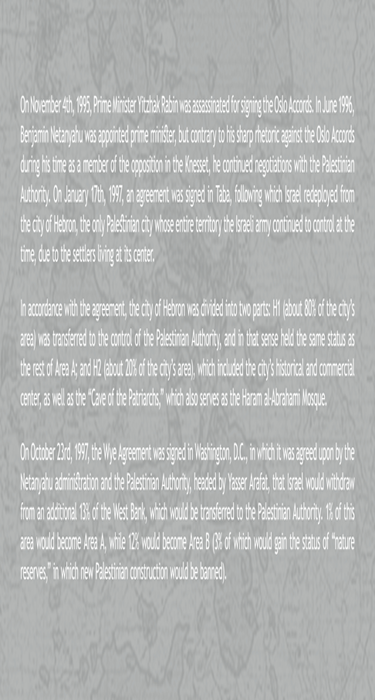 On November 4th, 1995, Prime Minister Yitzhak Rabin was assassinated for signing the Oslo Accords. In June 1996,
Benjamin Netanyahu was appointed prime minister, but contrary to his sharp rhetoric against the Oslo Accords
during his time as a member of the opposition in the Knesset, he continued negotiations with the Palestinian
Authority. On January 17th, 1997, an agreement was signed in Taba, following which Israel redeployed from
the city of Hebron, the only Palestinian city whose entire territory the Israeli army continued to control at the
time, due to the settlers living at its center.
In accordance with the agreement, the city of Hebron was divided into two parts: H1 (about 80% of the city's
area) was transferred to the control of the Palestinian Authority, and in that sense held the same status as
the rest of Area A; and H2 (about 20% of the city's area), which included the city's historical and commercial
center, as well as the "Cave of the Patriarchs," which also serves as the Haram al-Abrahami Mosque.
On October 23rd, 1997, the Wye Agreement was signed in Washington, D.C., in which it was agreed upon by the
Netanyahu administration and the Palestinian Authority, headed by Yasser Arafat, that Israel would withdraw
from an additional 13% of the West Bank, which would be transferred to the Palestinian Authority. 1% of this
area would become Area A, while 12% would become Area B (3% of which would gain the status of "nature
reserves," in which new Palestinian construction would be banned).